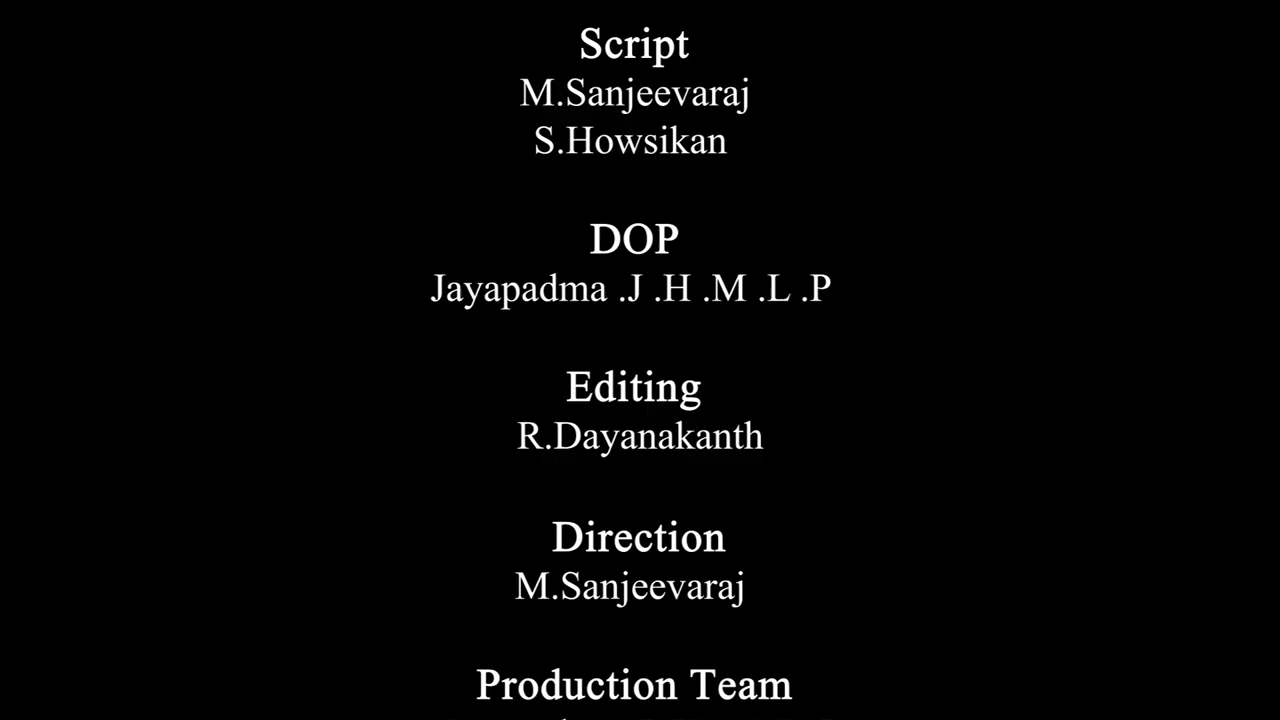 Script
M.Sanjeevaraj
S.Howsikan
DOP
Jayapadma .J .H .M .L .P
Editing
R.Dayanakanth
Direction
M.Sanjeevaraj
Production Team